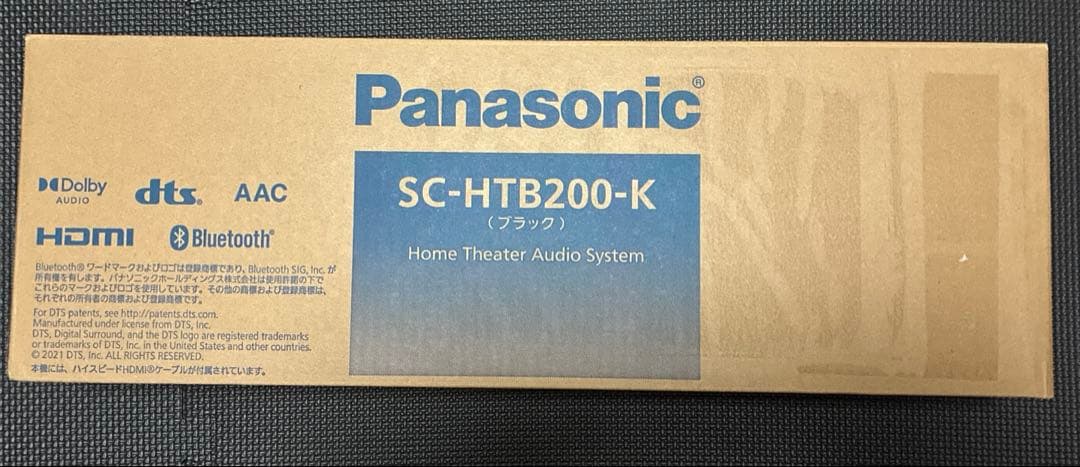 Panasonic®
SC-HTB200-K
（ブラック）
Home Theater Audio System
Dolby
AUDIO
dts®
AAC
HDMI
Bluetooth®
Bluetooth® ワードマークおよびロゴは登録商標であり、Bluetooth SIG, Inc. が
所有権を有します。パナソニックホールディングス株式会社は使用許諾の下で
これらのマークおよびロゴを使用しています。その他の商標および登録商標は、
それぞれの所有者の商標および登録商標です。
For DTS patents, see http://patents.dts.com.
Manufactured under license from DTS, Inc.
DTS, Digital Surround, and the DTS logo are registered trademarks
or trademarks of DTS, Inc. in the United States and other countries.
© 2021 DTS, Inc. ALL RIGHTS RESERVED.
本機には、ハイスピードHDMI®ケーブルが付属されています。